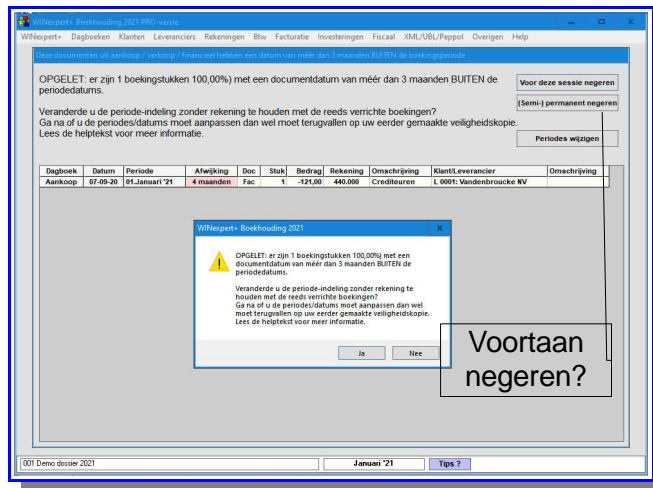 WINexpert+ Boekhouding 2021 PRO-versie
WINexpert+ Dagboeken Klanten Leveranciers Rekeningen Btw Facturatie Investeringen Fiscaal XML/UBL/Peppol Overigen Help
Deze documenten uit aankoop / verkoop / financieel hebben een datum van méér dan 3 maanden BUITEN de boekingsperiode
OPGELET: er zijn 1 boekingstukken 100,00%) met een documentdatum van méér dan 3 maanden BUITEN de
periodedatums.
Voor deze sessie negeren
(Semi-) permanent negeren
Veranderde u de periode-indeling zonder rekening te houden met de reeds verrichte boekingen?
Ga na of u de periodes/datums moet aanpassen dan wel moet terugvallen op uw eerder gemaakte veiligheidskopie.
Lees de helptekst voor meer informatie.
Periodes wijzigen
Dagboek Datum Periode Afwijking Doc Stuk Bedrag Rekening Omschrijving Klant/Leverancier Omschrijving
Aankoop 07-09-20 01.Januari '21 4 maanden Fac 1 -121,00 440.000 Crediteuren L 0001: Vandenbroucke NV
WINexpert+ Boekhouding 2021 X
OPGELET: er zijn 1 boekingstukken 100,00%) met een
documentdatum van méér dan 3 maanden BUITEN de
periodedatums.
Veranderde u de periode-indeling zonder rekening te
houden met de reeds verrichte boekingen?
Ga na of u de periodes/datums moet aanpassen dan wel
moet terugvallen op uw eerder gemaakte veiligheidskopie.
Lees de helptekst voor meer informatie.
Ja Nee
Voortaan
negeren?
001 Demo dossier 2021 Januari '21 Tips ?